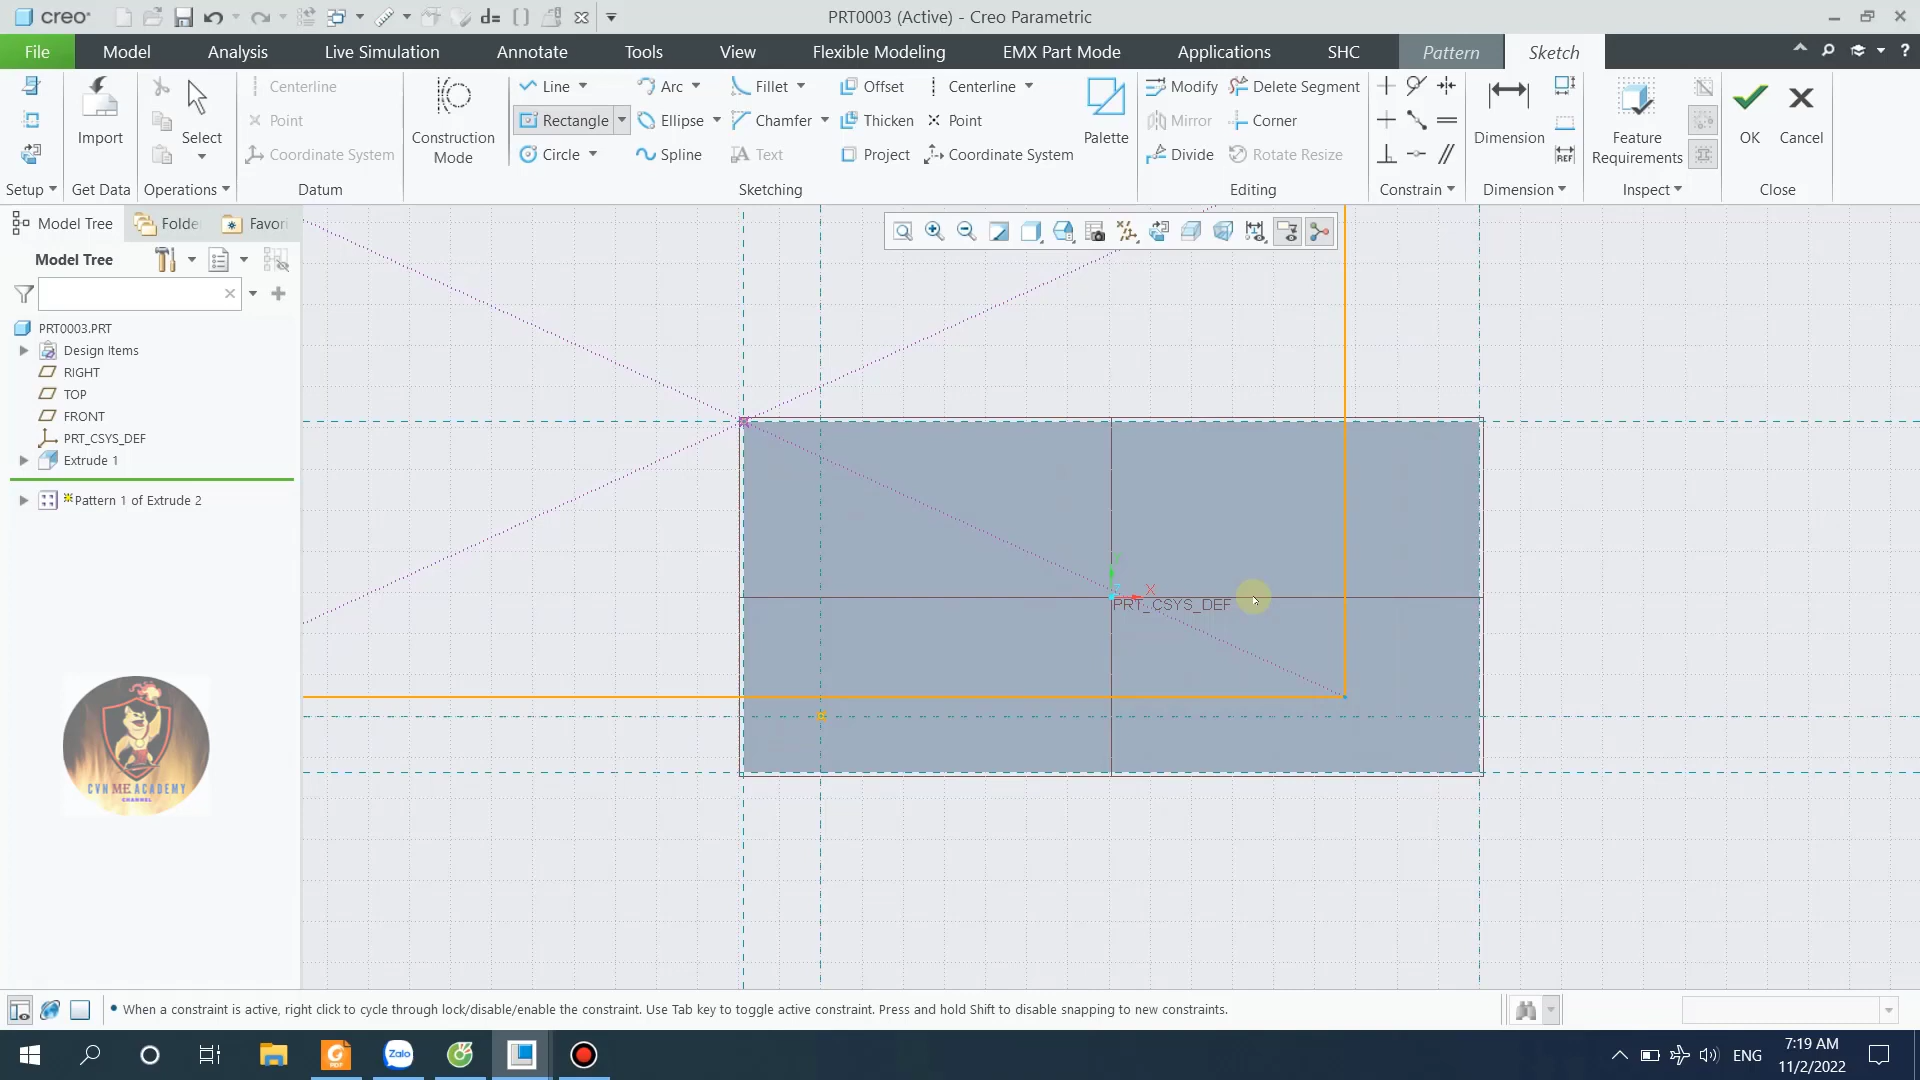 creo
PRT0003 (Active) - Creo Parametric
File
Model
Analysis
Live Simulation
Annotate
Tools
View
Flexible Modeling
EMX Part Mode
Applications
SHC
Pattern
Sketch
Import
Select
Centerline
Point
Coordinate System
Construction
Mode
Line
Arc
Fillet
Offset
Centerline
Rectangle
Ellipse
Chamfer
Thicken
Point
Circle
Spline
Text
Project
Coordinate System
Palette
Modify
Delete Segment
Mirror
Corner
Divide
Rotate Resize
Dimension
REF
Feature
Requirements
OK
Cancel
Setup
Get Data
Operations
Datum
Sketching
Editing
Constrain
Dimension
Inspect
Close
Model Tree
Folde
Favori
Model Tree
PRT0003.PRT
Design Items
RIGHT
TOP
FRONT
PRT_CSYS_DEF
Extrude 1
Pattern 1 of Extrude 2
X
PRT_CSYS_DEF
CVN ME ACADEMY
CHANNEL
When a constraint is active, right click to cycle through lock/disable/enable the constraint. Use Tab key to toggle active constraint. Press and hold Shift to disable snapping to new constraints.
PDF
Zalo
ENG
7:19 AM
11/2/2022